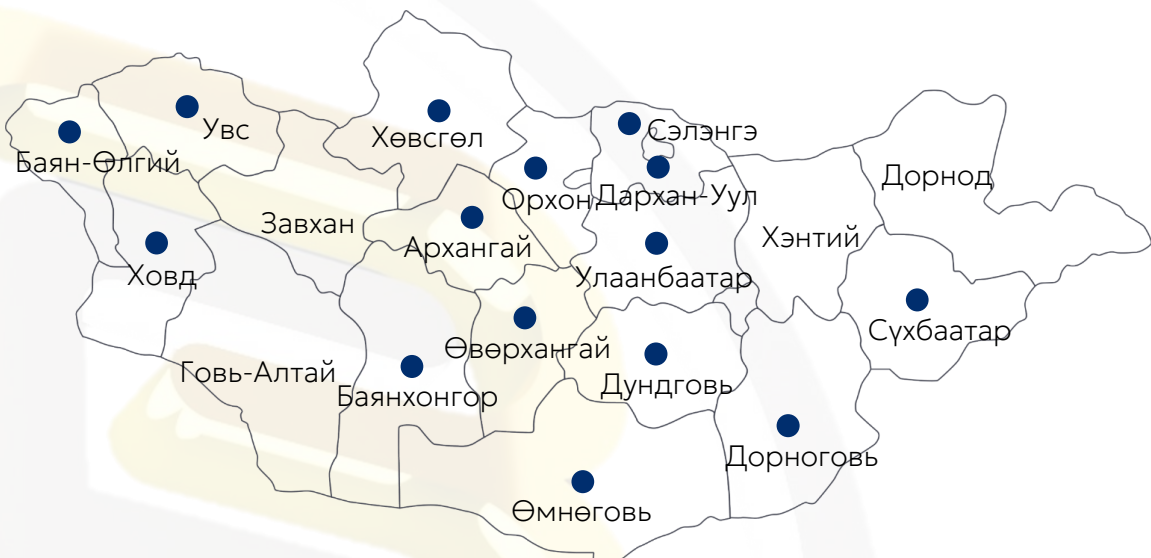 Увс
Сэлэнгэ
Хөвсгөл
Баян-Өлгий
Дорнод
Орхон
Дархан-Уул
Завхан
Хэнтий
Архангай
Ховд
Улаанбаатар
Сүхбаатар
Өвөрхангай
Говь-Алтай
Дундговь
Баянхонгор
Дорноговь
Өмнөговь